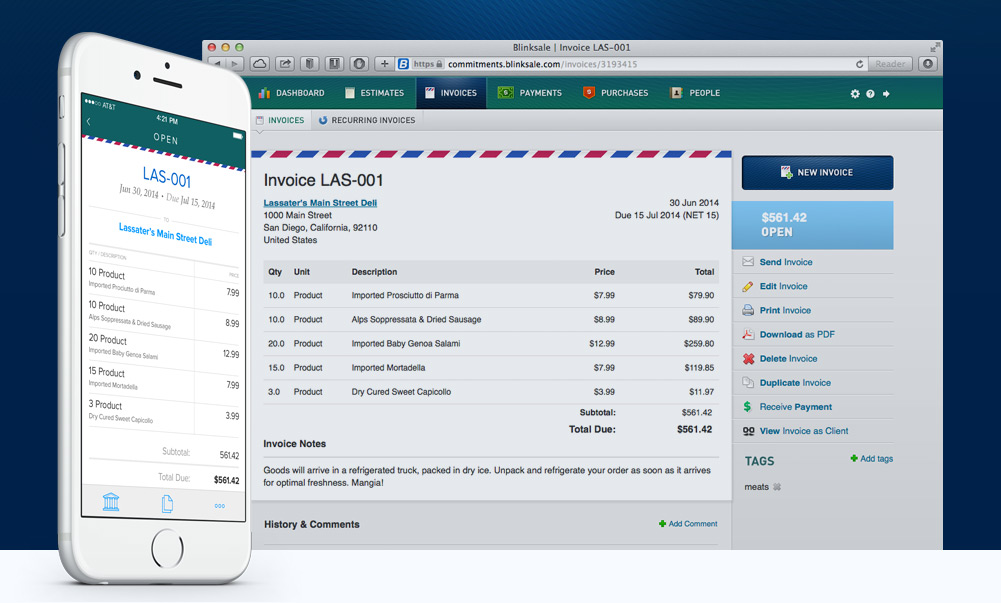 ●●●○○ AT&T
4:21 PM
OPEN
LAS-001
Jun 30, 2014 • Due Jul 15, 2014
TO
Lassater's Main Street Deli
QTY / DESCRIPTION PRICE
10 Product 7.99
Imported Prosciutto di Parma
10 Product 8.99
Alps Soppressata & Dried Sausage
20 Product 12.99
Imported Baby Genoa Salami
15 Product 7.99
Imported Mortadella
3 Product 3.99
Dry Cured Sweet Capicollo
Subtotal: 561.42
Total Due: $561.42
Blinksale | Invoice LAS-001
B https commitments.blinksale.com/invoices/3193415 Reader
DASHBOARD ESTIMATES INVOICES PAYMENTS PURCHASES PEOPLE
INVOICES RECURRING INVOICES
Invoice LAS-001
Lassater's Main Street Deli 30 Jun 2014
1000 Main Street Due 15 Jul 2014 (NET 15)
San Diego, California, 92110
United States
Qty Unit Description Price Total
10.0 Product Imported Prosciutto di Parma $7.99 $79.90
10.0 Product Alps Soppressata & Dried Sausage $8.99 $89.90
20.0 Product Imported Baby Genoa Salami $12.99 $259.80
15.0 Product Imported Mortadella $7.99 $119.85
3.0 Product Dry Cured Sweet Capicollo $3.99 $11.97
Subtotal: $561.42
Total Due: $561.42
Invoice Notes
Goods will arrive in a refrigerated truck, packed in dry ice. Unpack and refrigerate your order as soon as it arrives
for optimal freshness. Mangia!
History & Comments Add Comment
NEW INVOICE
$561.42
OPEN
Send Invoice
Edit Invoice
Print Invoice
Download as PDF
Delete Invoice
Duplicate Invoice
Receive Payment
View Invoice as Client
TAGS Add tags
meats